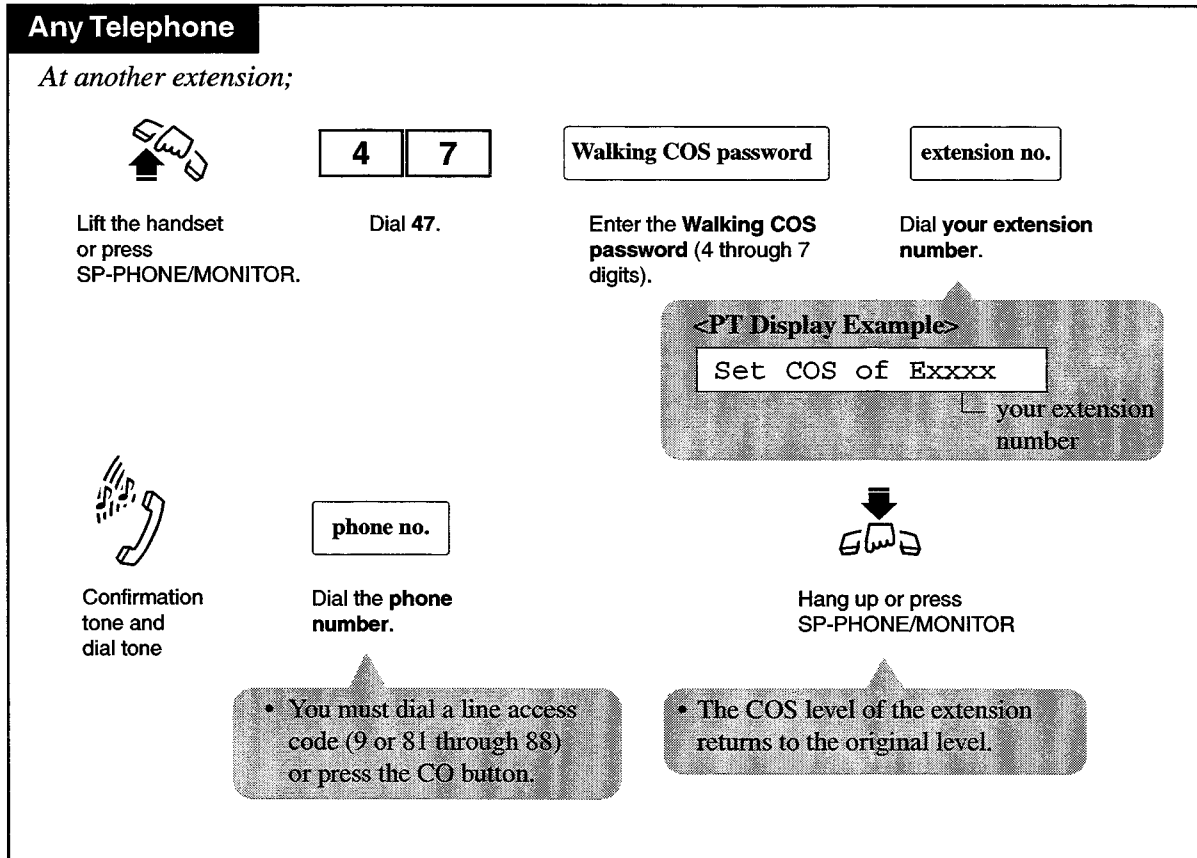 Any Telephone
At another extension;
4 7
Walking COS password
extension no.
Lift the handset
or press
SP-PHONE/MONITOR.
Dial 47.
Enter the Walking COS
password (4 through 7
digits).
Dial your extension
number.
<PT Display Example>
Set COS of Exxxx
your extension
number
phone no.
Confirmation
tone and
dial tone
Dial the phone
number.
Hang up or press
SP-PHONE/MONITOR
• You must dial a line access
code (9 or 81 through 88)
or press the CO button.
• The COS level of the extension
returns to the original level.